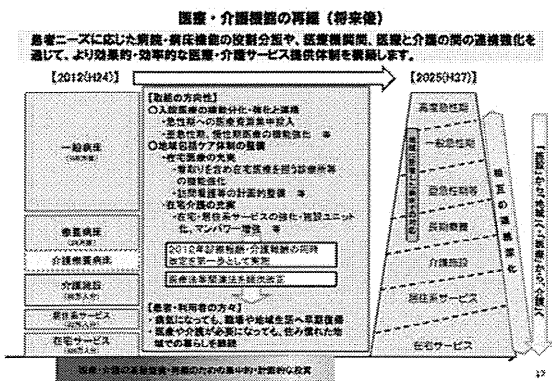 医療・介護機能の再編（将来像）
患者ニーズに応じた病院・病床機能の役割分担や、医療機関間、医療と介護の間の連携強化を
通じて、より効果的・効率的な医療・介護サービス提供体制を構築します。
【2012(H24)】
一般病床
療養病床
介護療養病床
介護施設
居住系サービス
在宅サービス
【取組の方向性】
○入院医療の機能分化・強化と連携
・急性期への医療資源集中投入
・亜急性期、慢性期医療の機能強化 等
○地域包括ケア体制の整備
・在宅医療の充実
・看取りを含め在宅医療を担う診療所等
の機能強化
・訪問看護等の計画的整備 等
・在宅介護の充実
・在宅・居住系サービスの強化・施設ユニット
化、マンパワー増強 等
2012年診療報酬・介護報酬の同時
改定を第一歩として実施
医療法等関連法を順次改正
【患者・利用者の方々】
・病気になっても、職場や地域生活へ早期復帰
・医療や介護が必要になっても、住み慣れた地
域での暮らしを継続
【2025(H37)】
高度急性期
一般急性期
亜急性期等
長期療養
介護施設
居住系サービス
在宅サービス
相互の連携深化
医療・介護の基盤整備・再編のための集中的・計画的な投資